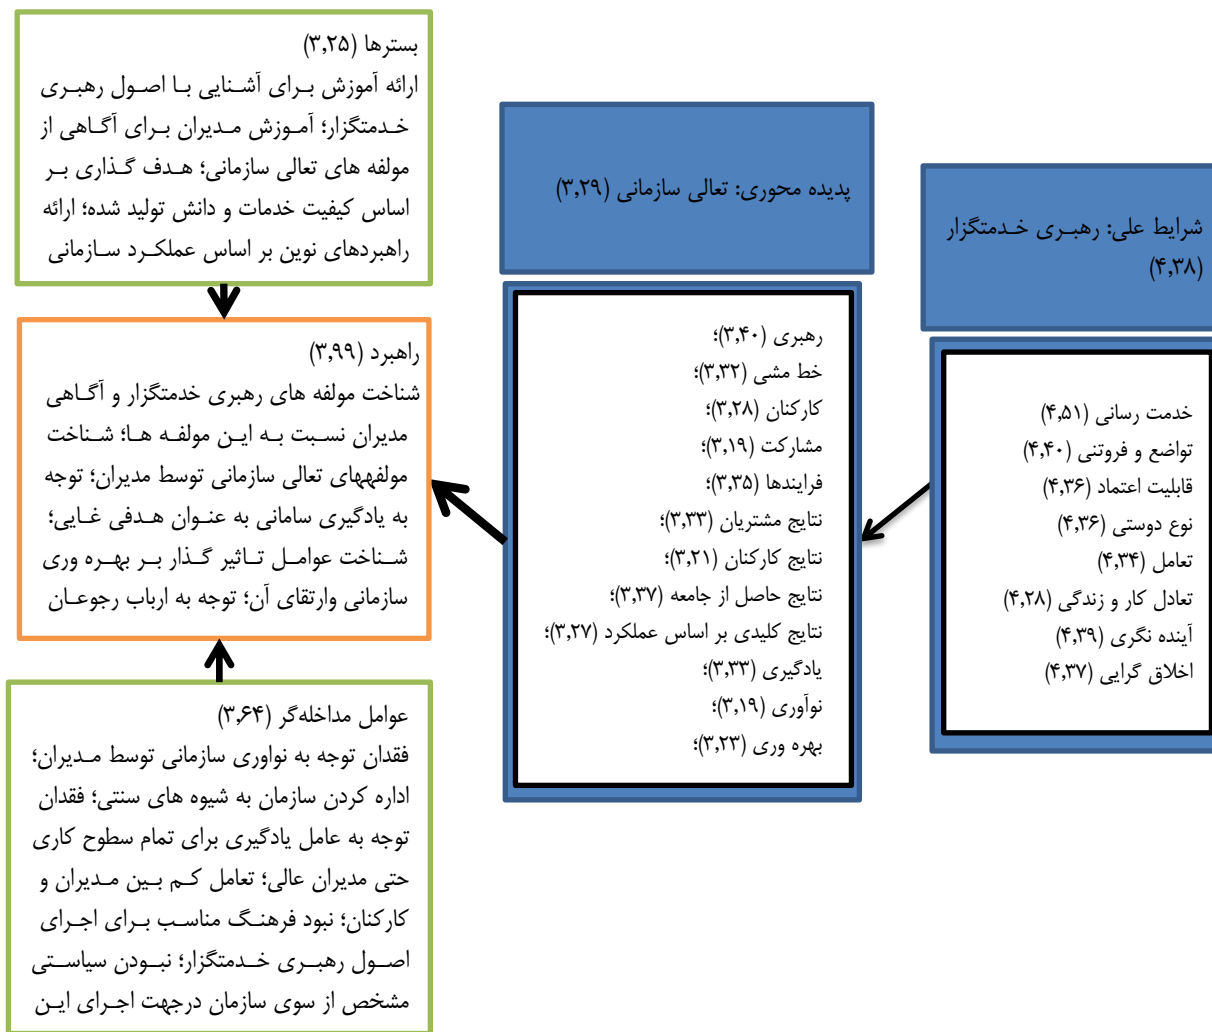 شرایط علی: رهبری خدمتگزار
(۴,۳۸)
خدمت رسانی (۴,۵۱)
تواضع و فروتنی (۴,۴۰)
قابلیت اعتماد (۴,۳۶)
نوع دوستی (۴,۳۶)
تعامل (۴,۳۴)
تعادل کار و زندگی (۴,۲۸)
آینده نگری (۴,۳۹)
اخلاق گرایی (۴,۳۷)
پدیده محوری: تعالی سازمانی (۳,۲۹)
رهبری (۳,۴۰)؛
خط مشی (۳,۳۲)؛
کارکنان (۳,۲۸)؛
مشارکت (۳,۱۹)؛
فرایندها (۳,۳۵)؛
نتایج مشتریان (۳,۳۳)؛
نتایج کارکنان (۳,۲۱)؛
نتایج حاصل از جامعه (۳,۳۷)؛
نتایج کلیدی بر اساس عملکرد (۳,۲۷)؛
یادگیری (۳,۳۳)؛
نوآوری (۳,۱۹)؛
بهره وری (۳,۲۳)؛
بسترها (۳,۲۵)
ارائه آموزش برای آشنایی با اصول رهبری
خدمتگزار؛ آموزش مدیران برای آگاهی از
مولفه های تعالی سازمانی؛ هدف گذاری بر
اساس کیفیت خدمات و دانش تولید شده؛ ارائه
راهبردهای نوین بر اساس عملکرد سازمانی
راهبرد (۳,۹۹)
شناخت مولفه های رهبری خدمتگزار و آگاهی
مدیران نسبت به این مولفه ها؛ شناخت
مولفههای تعالی سازمانی توسط مدیران؛ توجه
به یادگیری سامانی به عنوان هدفی غایی؛
شناخت عوامل تاثیر گذار بر بهره وری
سازمانی وارتقای آن؛ توجه به ارباب رجوعان
عوامل مداخله‌گر (۳,۶۴)
فقدان توجه به نواوری سازمانی توسط مدیران؛
اداره کردن سازمان به شیوه های سنتی؛ فقدان
توجه به عامل یادگیری برای تمام سطوح کاری
حتی مدیران عالی؛ تعامل کم بین مدیران و
کارکنان؛ نبود فرهنگ مناسب برای اجرای
اصول رهبری خدمتگزار؛ نبودن سیاستی
مشخص از سوی سازمان درجهت اجرای این